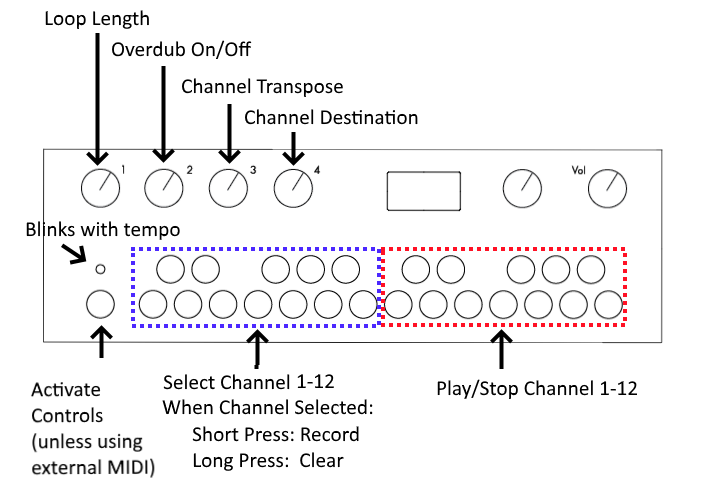 Loop Length
Overdub On/Off
Channel Transpose
Channel Destination
1
2
3
4
Vol
Blinks with tempo
Activate
Controls
(unless using
external MIDI)
Select Channel 1-12
When Channel Selected:
Short Press: Record
Long Press:  Clear
Play/Stop Channel 1-12